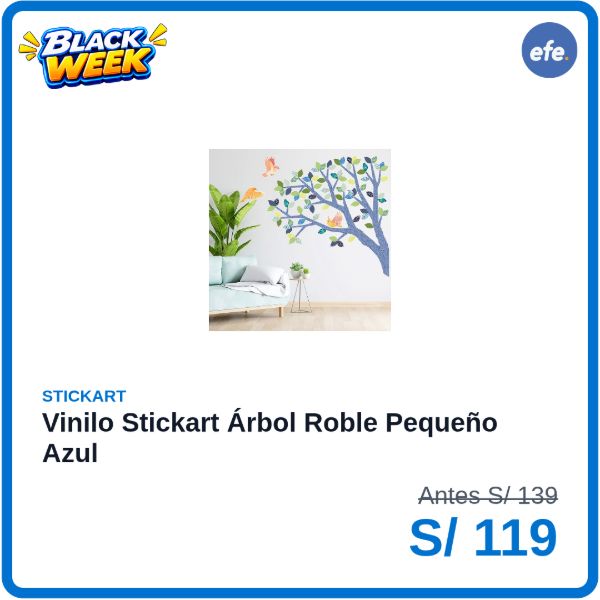 BLACK
WEEK
efe.
STICKART
Vinilo Stickart Árbol Roble Pequeño
Azul
Antes S/ 139
S/ 119